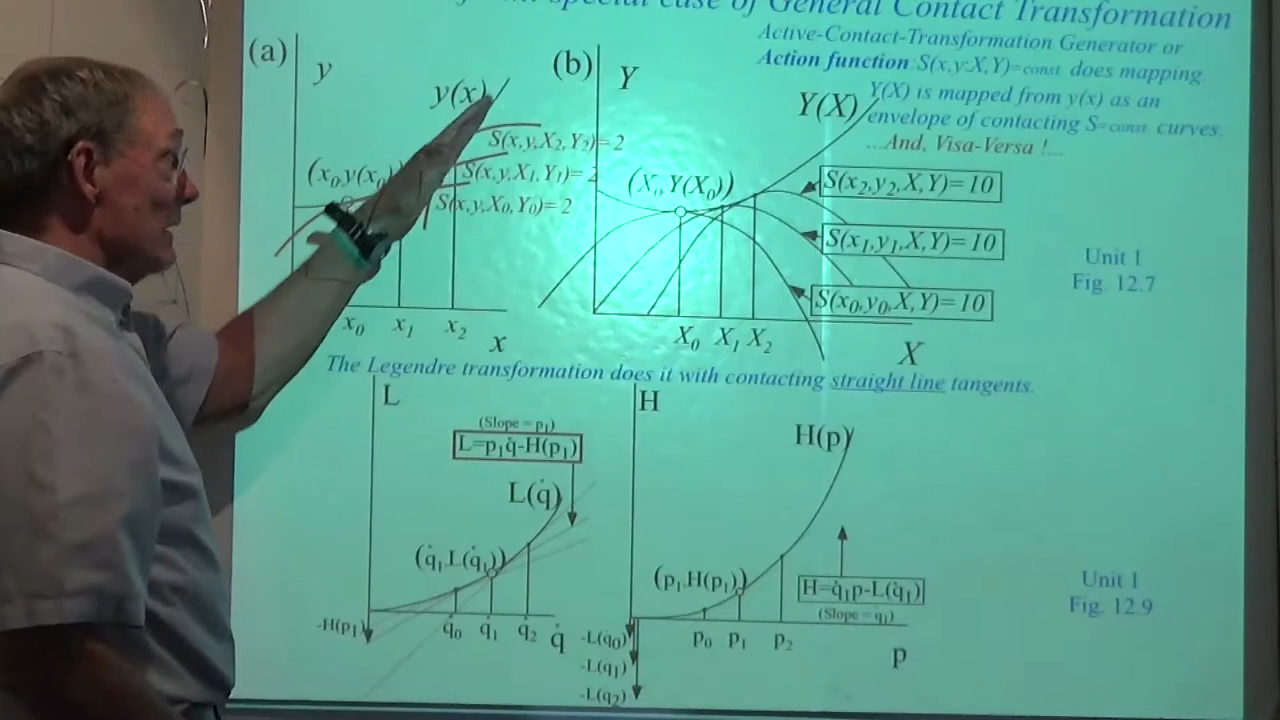 special case of General Contact Transformation
Active-Contact-Transformation Generator or
Action function: S(x,y:X,Y)=const. does mapping
Y(X) is mapped from y(x) as an
envelope of contacting S=const. curves.
...And, Visa-Versa !...
(a)
y
y(x)
S(x,y,X₂,Y₂)=2
S(x,y,X₁,Y₁)=2
S(x,y,X₀,Y₀)=2
(x₀,y(x₀)
x₀ x₁ x₂ x
(b)
Y
Y(X)
(X₀,Y(X₀))
S(x₂,y₂,X,Y)=10
S(x₁,y₁,X,Y)=10
S(x₀,y₀,X,Y)=10
X₀ X₁ X₂ X
Unit 1
Fig. 12.7
The Legendre transformation does it with contacting straight line tangents.
L
(Slope = p₁)
L=p₁q̇-H(p₁)
L(q̇)
(q̇₁,L(q̇₁))
-H(p₁)
q̇₀ q̇₁ q̇₂ q̇
H
H(p)
(p₁,H(p₁))
H=q̇₁p-L(q̇₁)
(Slope = q̇₁)
-L(q̇₀)
-L(q̇₁)
-L(q̇₂)
p₀ p₁ p₂ p
Unit 1
Fig. 12.9